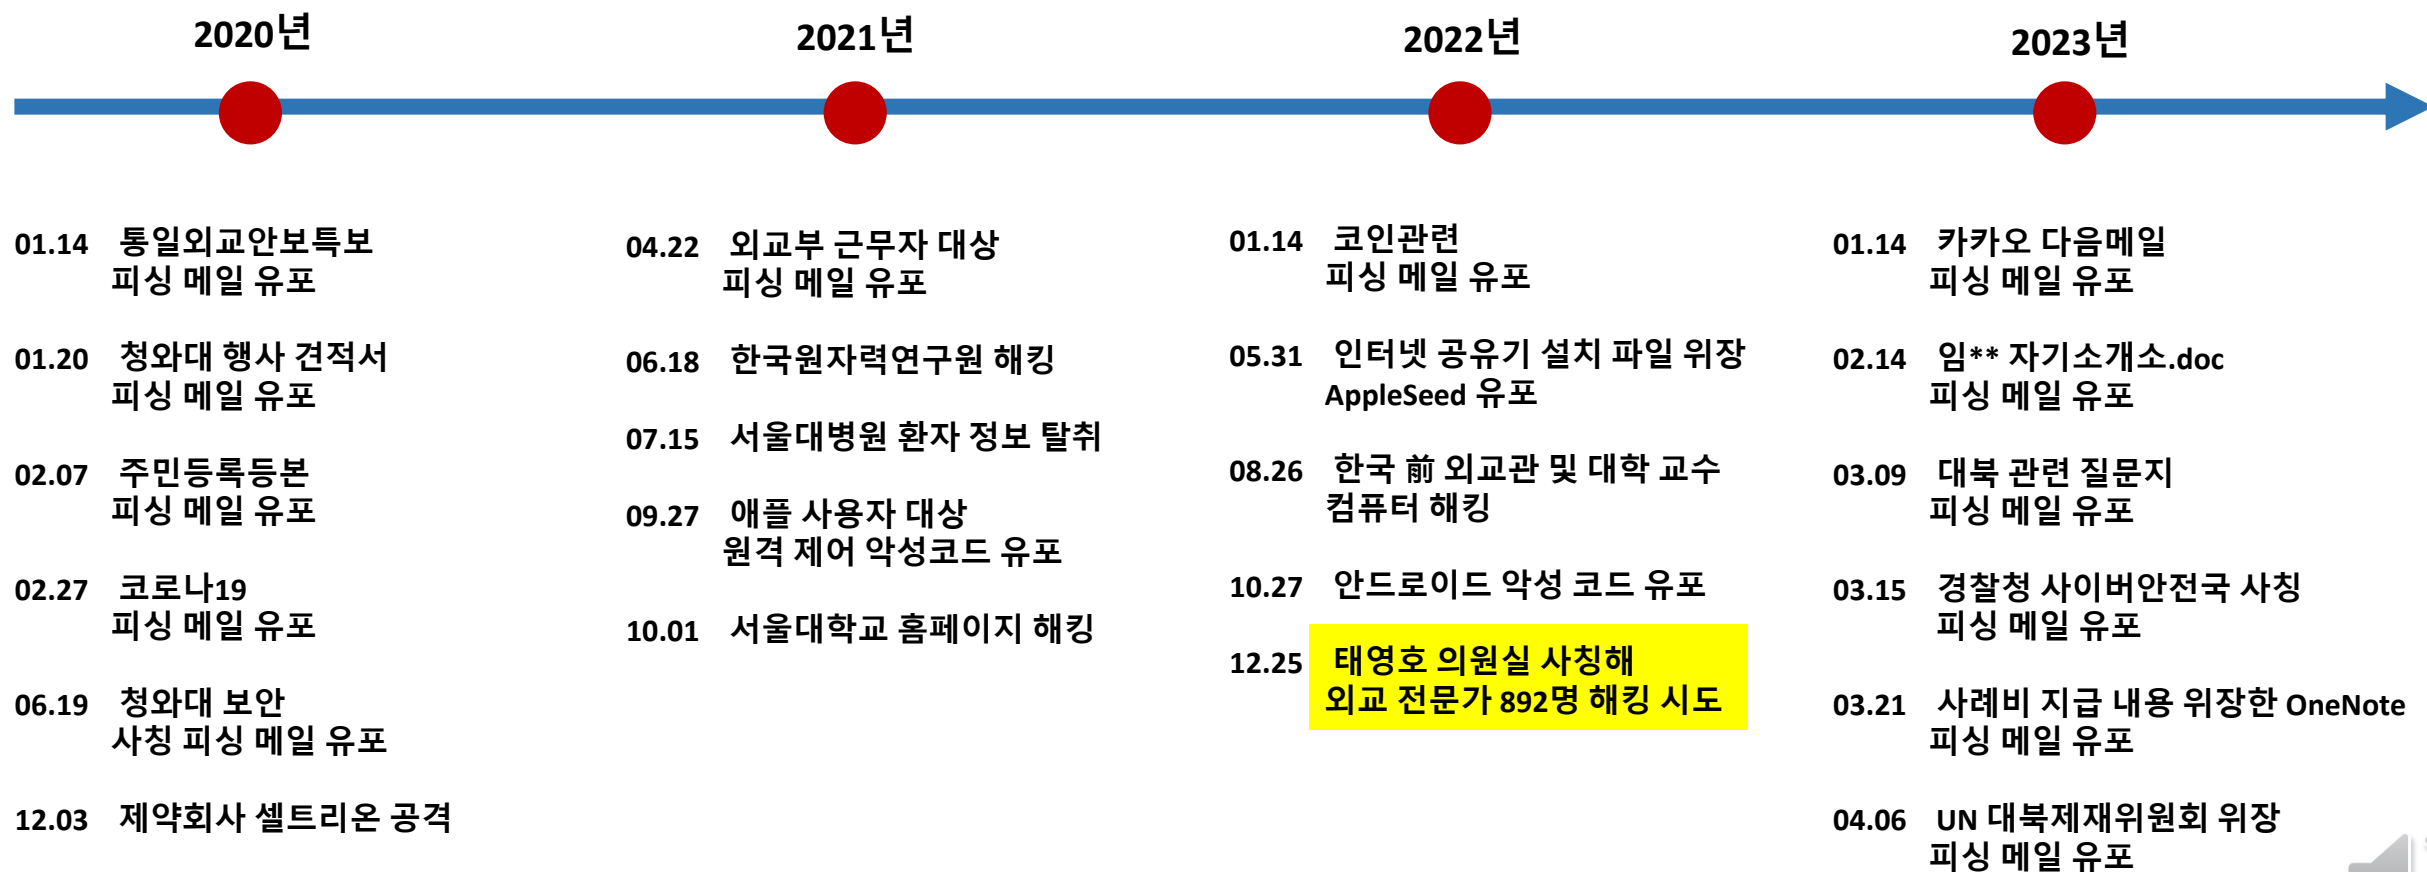 2020년
2021년
2022년
2023년
01.14 통일외교안보특보
피싱 메일 유포
01.20 청와대 행사 견적서
피싱 메일 유포
02.07 주민등록등본
피싱 메일 유포
02.27 코로나19
피싱 메일 유포
06.19 청와대 보안
사칭 피싱 메일 유포
12.03 제약회사 셀트리온 공격
04.22 외교부 근무자 대상
피싱 메일 유포
06.18 한국원자력연구원 해킹
07.15 서울대병원 환자 정보 탈취
09.27 애플 사용자 대상
원격 제어 악성코드 유포
10.01 서울대학교 홈페이지 해킹
01.14 코인관련
피싱 메일 유포
05.31 인터넷 공유기 설치 파일 위장
AppleSeed 유포
08.26 한국 前 외교관 및 대학 교수
컴퓨터 해킹
10.27 안드로이드 악성 코드 유포
12.25 태영호 의원실 사칭해
외교 전문가 892명 해킹 시도
01.14 카카오 다음메일
피싱 메일 유포
02.14 임** 자기소개소.doc
피싱 메일 유포
03.09 대북 관련 질문지
피싱 메일 유포
03.15 경찰청 사이버안전국 사칭
피싱 메일 유포
03.21 사례비 지급 내용 위장한 OneNote
피싱 메일 유포
04.06 UN 대북제재위원회 위장
피싱 메일 유포